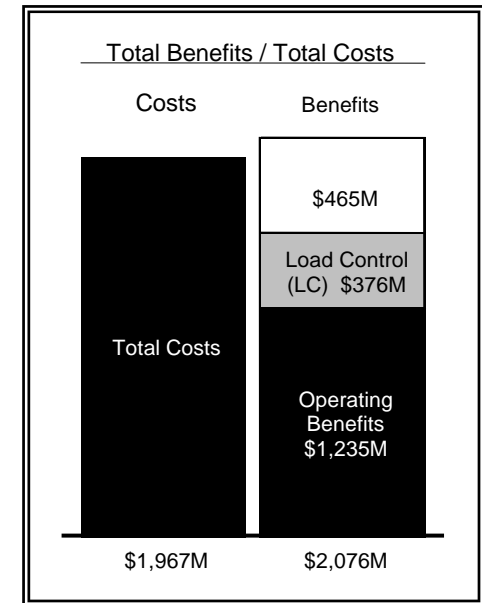 Total Benefits / Total Costs
Costs
Benefits
$465M
Load Control
(LC) $376M
Total Costs
Operating
Benefits
$1,235M
$1,967M
$2,076M